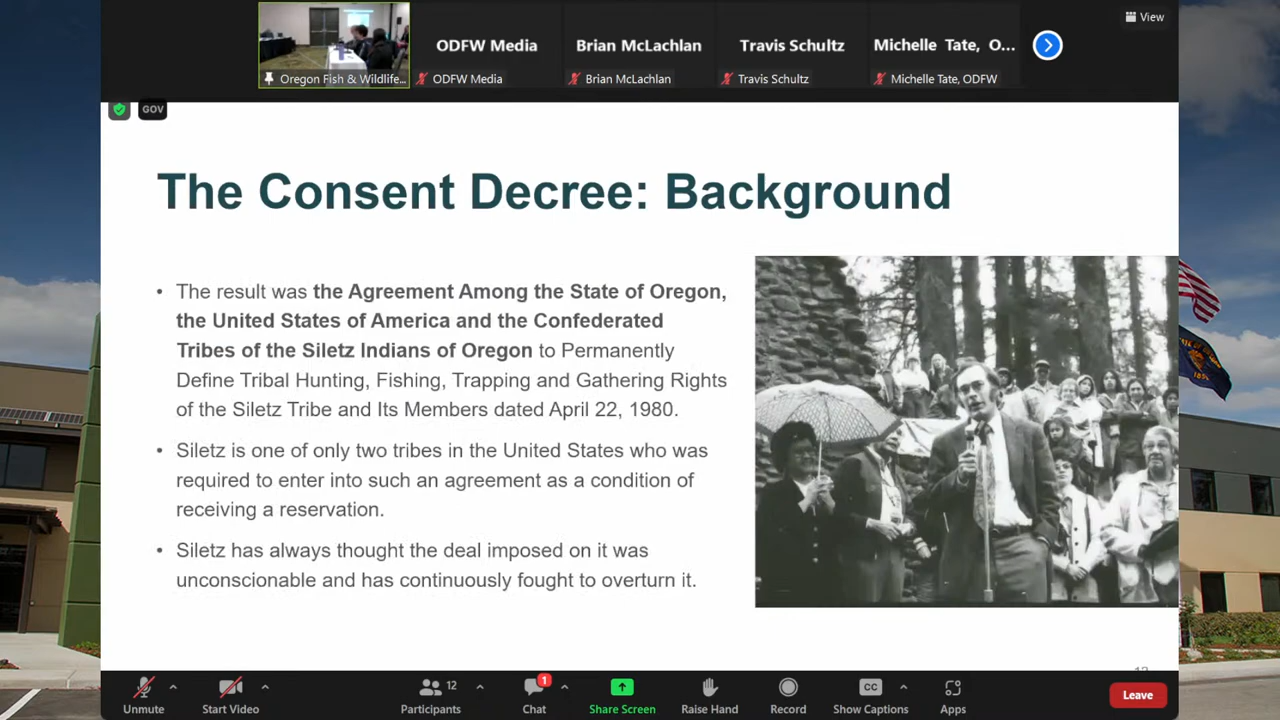 View
ODFW Media
Brian McLachlan
Travis Schultz
Michelle Tate, O...
Oregon Fish & Wildlife...
ODFW Media
Brian McLachlan
Travis Schultz
Michelle Tate, ODFW
GOV
The Consent Decree: Background
• The result was the Agreement Among the State of Oregon,
the United States of America and the Confederated
Tribes of the Siletz Indians of Oregon to Permanently
Define Tribal Hunting, Fishing, Trapping and Gathering Rights
of the Siletz Tribe and Its Members dated April 22, 1980.
• Siletz is one of only two tribes in the United States who was
required to enter into such an agreement as a condition of
receiving a reservation.
• Siletz has always thought the deal imposed on it was
unconscionable and has continuously fought to overturn it.
Unmute
Start Video
12
Participants
1
Chat
Share Screen
Raise Hand
Record
CC
Show Captions
Apps
Leave